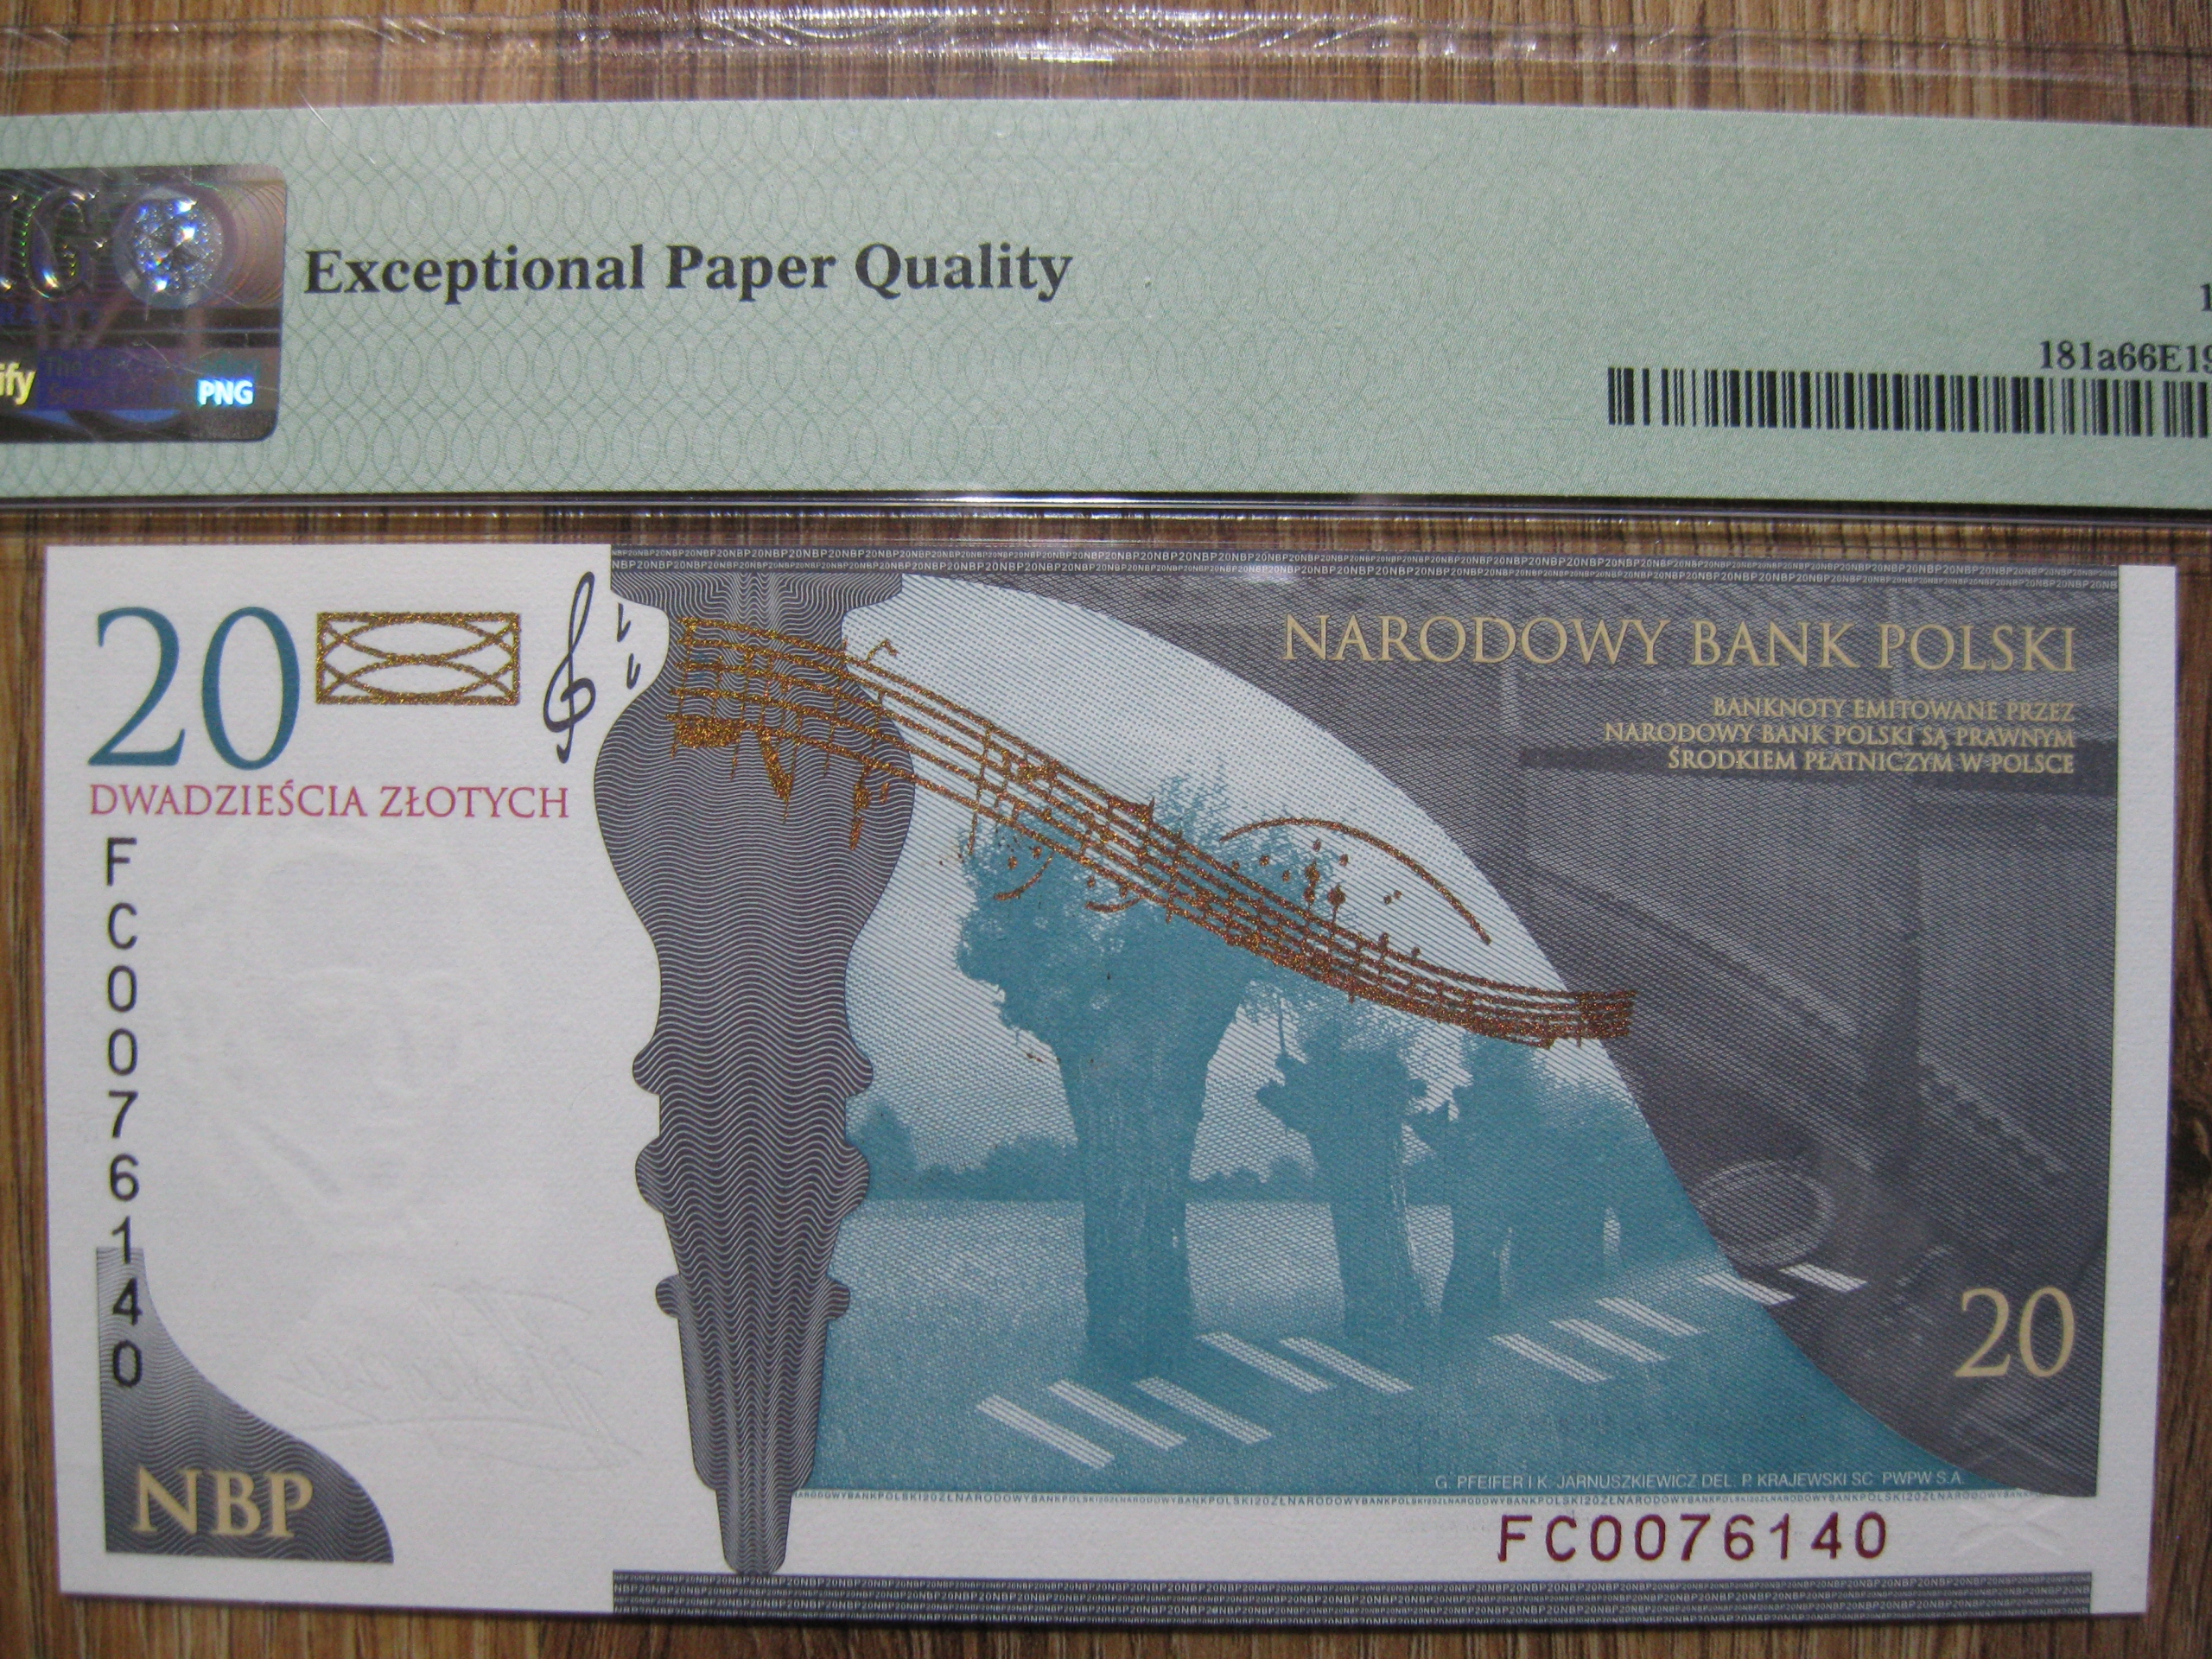 Exceptional Paper Quality
181a66E19
ify
PNG
20
DWADZIEŚCIA ZŁOTYCH
FC0076140
NBP
NARODOWY BANK POLSKI
BANKNOTY EMITOWANE PRZEZ
NARODOWY BANK POLSKI SĄ PRAWNYM
ŚRODKIEM PŁATNICZYM W POLSCE
20
G. PFEIFER I K. JARNUSZKIEWICZ DEL. P. KRAJEWSKI SC. PWPW S.A.
FC0076140